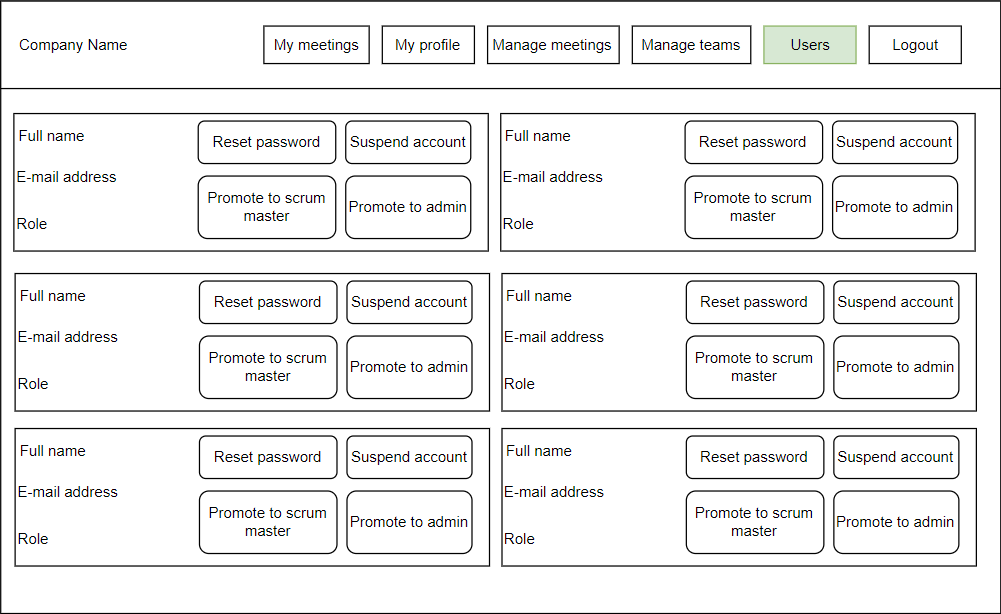 Company Name
My meetings
My profile
Manage meetings
Manage teams
Users
Logout
Full name
Reset password
Suspend account
E-mail address
Promote to scrum
master
Promote to admin
Role
Full name
Reset password
Suspend account
E-mail address
Promote to scrum
master
Promote to admin
Role
Full name
Reset password
Suspend account
E-mail address
Promote to scrum
master
Promote to admin
Role
Full name
Reset password
Suspend account
E-mail address
Promote to scrum
master
Promote to admin
Role
Full name
Reset password
Suspend account
E-mail address
Promote to scrum
master
Promote to admin
Role
Full name
Reset password
Suspend account
E-mail address
Promote to scrum
master
Promote to admin
Role